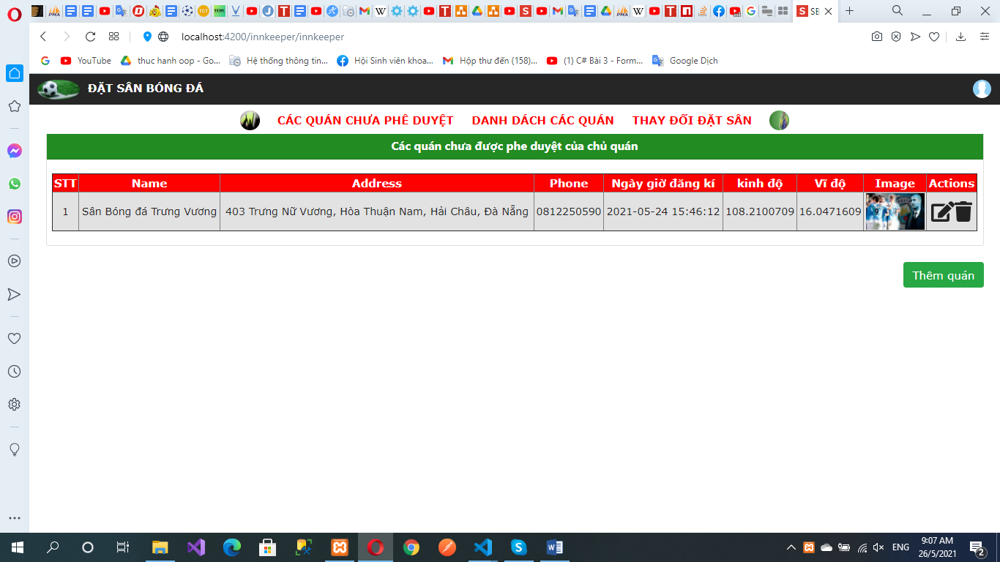 SE
localhost:4200/innkeeper/innkeeper
YouTube thuc hanh oop - Go... Hệ thống thông tin... Hội Sinh viên khoa... Hộp thư đến (158)... (1) C# Bài 3 - Form... Google Dịch
ĐẶT SÂN BÓNG ĐÁ
CÁC QUÁN CHƯA PHÊ DUYỆT DANH DÁCH CÁC QUÁN THAY ĐỔI ĐẶT SÂN
Các quán chưa được phe duyệt của chủ quán
STT Name Address Phone Ngày giờ đăng kí kinh độ Vĩ độ Image Actions
1 Sân Bóng đá Trưng Vương 403 Trưng Nữ Vương, Hòa Thuận Nam, Hải Châu, Đà Nẵng 0812250590 2021-05-24 15:46:12 108.2100709 16.0471609
Thêm quán
ENG
9:07 AM
26/5/2021
2